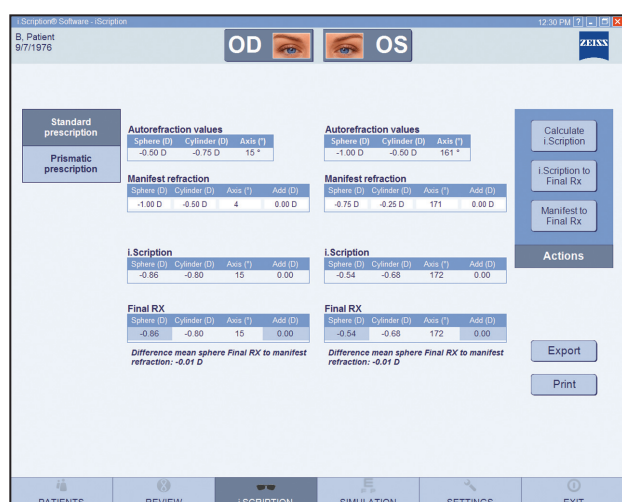 i.Scription® Software - iScription 12:30 PM ? - □ X
B, Patient
9/7/1976
OD OS
ZEISS
Standard prescription
Prismatic prescription
Autorefraction values
Sphere (D) Cylinder (D) Axis (°)
-0.50 D -0.75 D 15 °
Autorefraction values
Sphere (D) Cylinder (D) Axis (°)
-1.00 D -0.50 D 161 °
Manifest refraction
Sphere (D) Cylinder (D) Axis (°) Add (D)
-1.00 D -0.50 D 4 0.00 D
Manifest refraction
Sphere (D) Cylinder (D) Axis (°) Add (D)
-0.75 D -0.25 D 171 0.00 D
i.Scription
Sphere (D) Cylinder (D) Axis (°) Add (D)
-0.86 -0.80 15 0.00
i.Scription
Sphere (D) Cylinder (D) Axis (°) Add (D)
-0.54 -0.68 172 0.00
Final RX
Sphere (D) Cylinder (D) Axis (°) Add (D)
-0.86 -0.80 15 0.00
Difference mean sphere Final RX to manifest
refraction: -0.01 D
Final RX
Sphere (D) Cylinder (D) Axis (°) Add (D)
-0.54 -0.68 172 0.00
Difference mean sphere Final RX to manifest
refraction: -0.01 D
Calculate
i.Scription
i.Scription to
Final Rx
Manifest to
Final Rx
Actions
Export
Print
PATIENTS REVIEW i.SCRIPTION SIMULATION SETTINGS EXIT